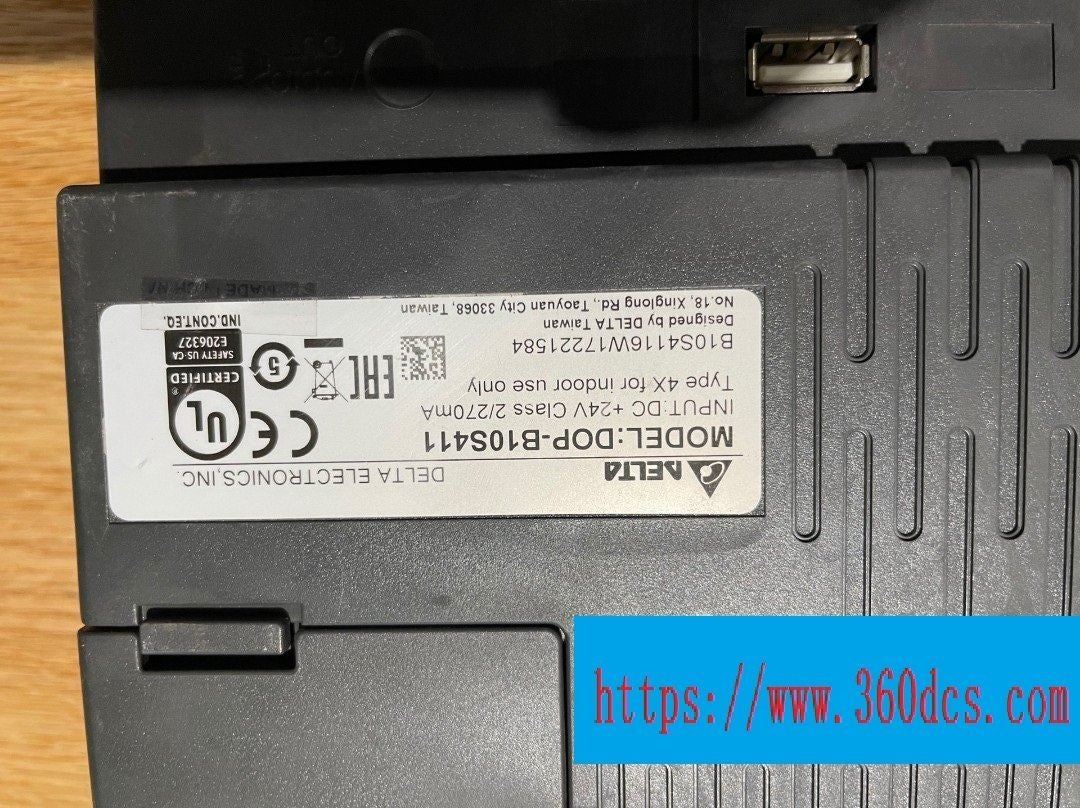 DELTA
DELTA ELECTRONICS,INC.
MODEL:DOP-B10S411
INPUT:DC +24V Class 2/270mA
Type 4X for indoor use only
B10S4116W17221584
Designed by DELTA Taiwan
No.18, Xinglong Rd., Taoyuan City 33068, Taiwan
CE
EAC
5
UL
®
CERTIFIED
SAFETY US-CA
E206327
IND.CONT.EQ.
https://www.360dcs.com